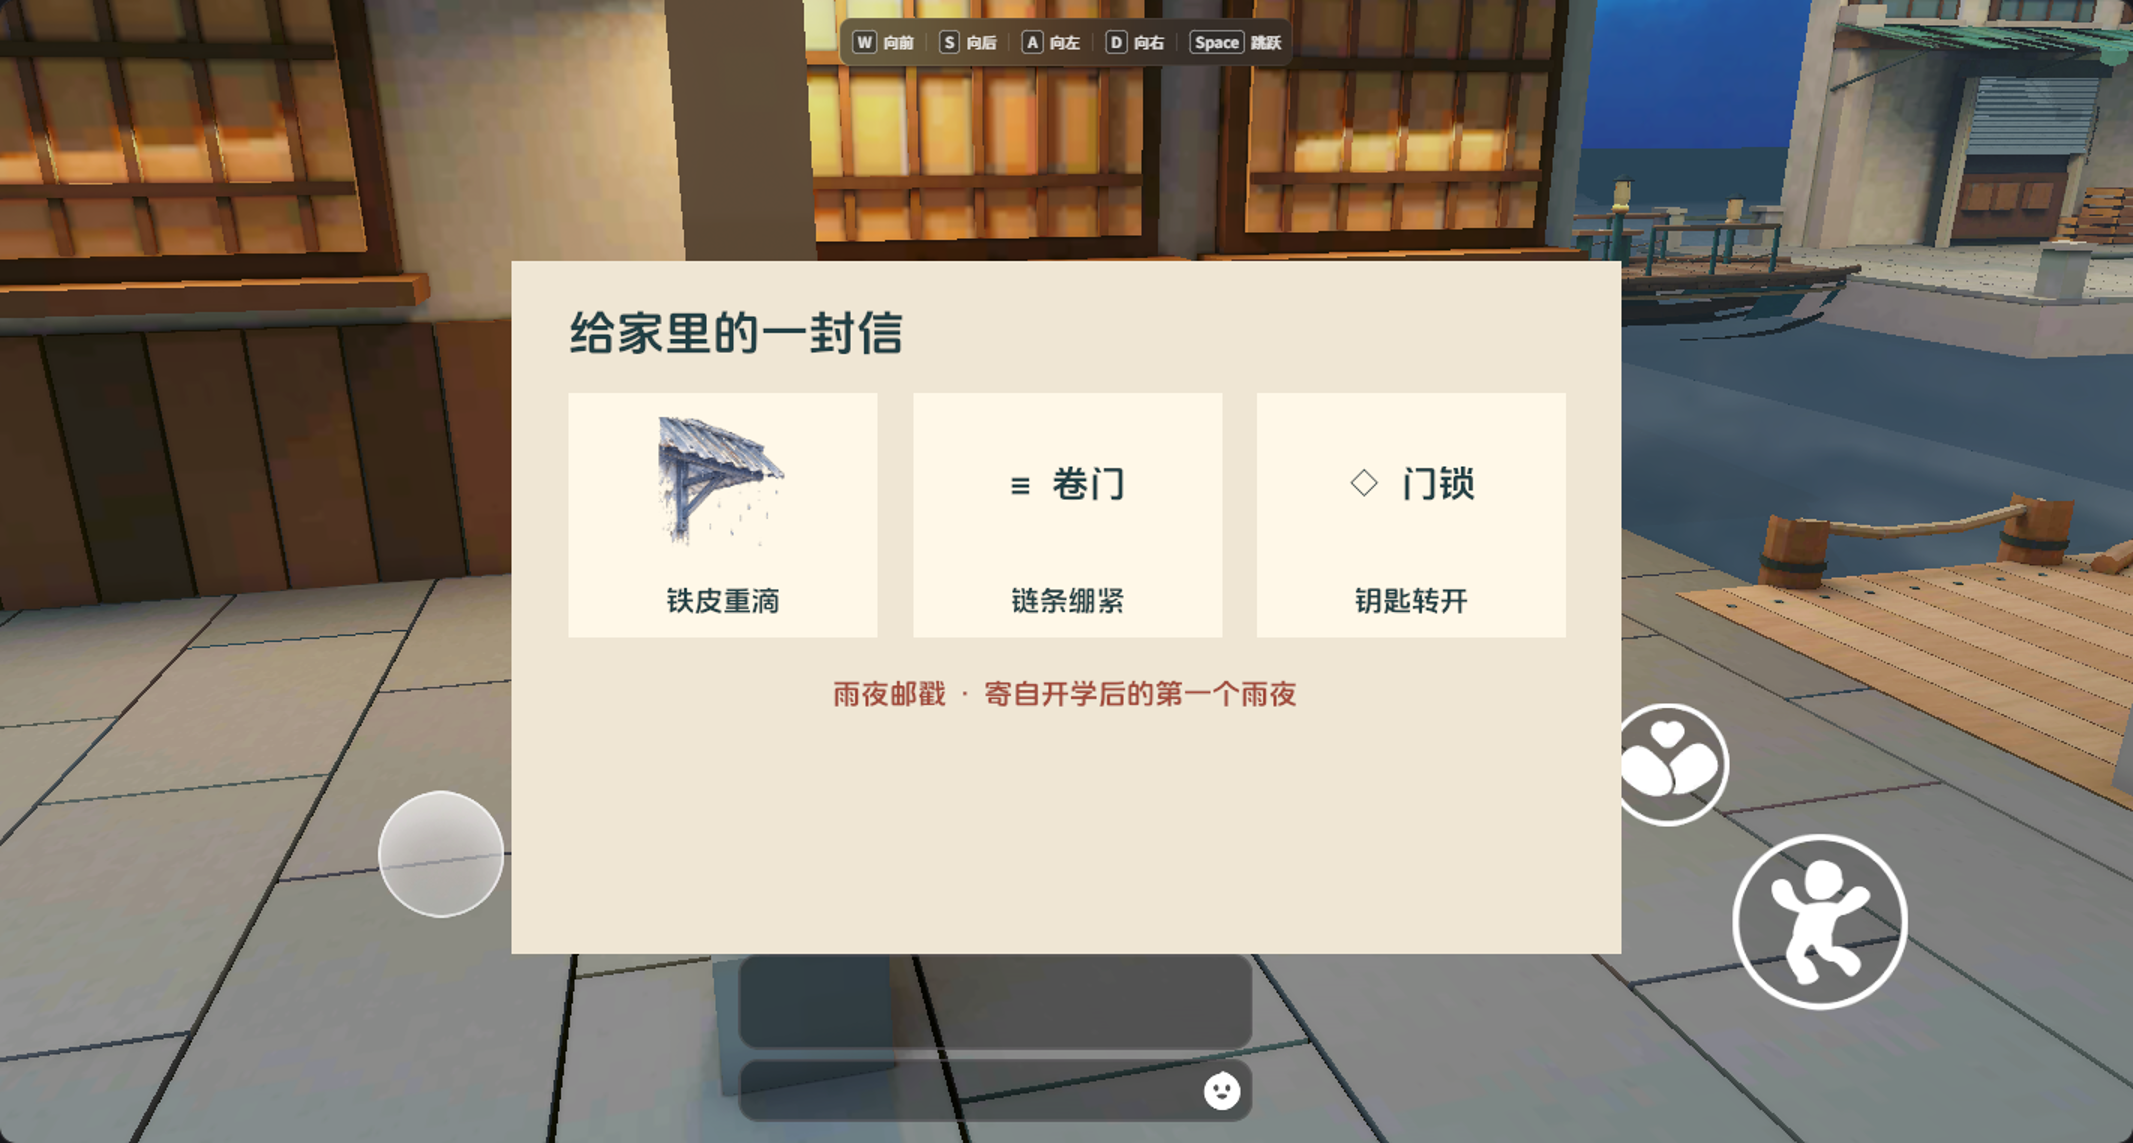 W 向前 S 向后 A 向左 D 向右 Space 跳跃
给家里的一封信
≡ 卷门
◇ 门锁
铁皮重滴
链条绷紧
钥匙转开
雨夜邮戳 · 寄自开学后的第一个雨夜